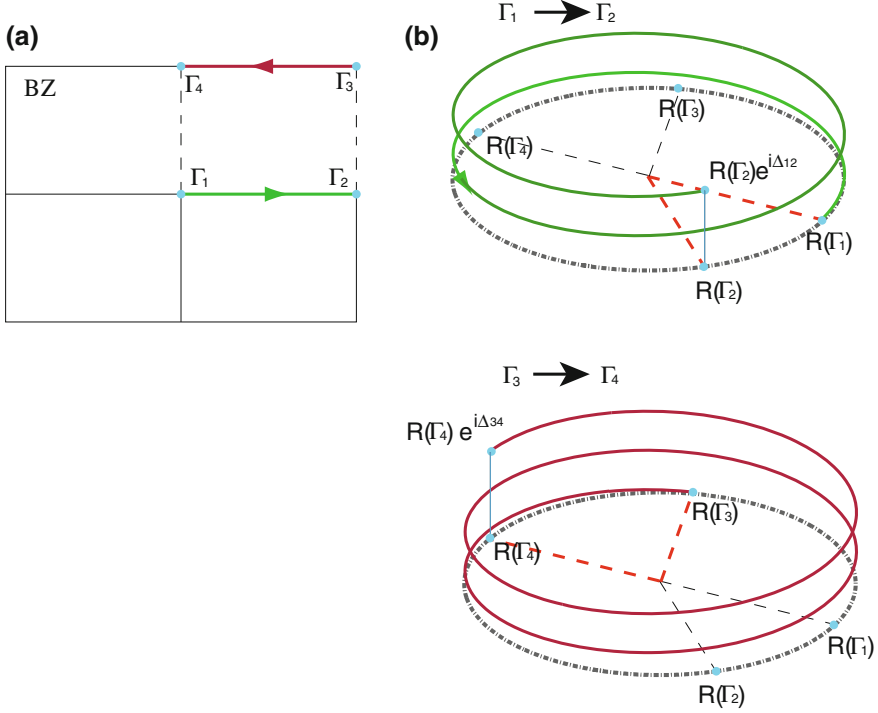 (a)
BZ
Γ4
Γ3
Γ1
Γ2
(b)
Γ1 Γ2
R(Γ3)
R(Γ4)
R(Γ2)e^iΔ12
R(Γ1)
R(Γ2)
Γ3 Γ4
R(Γ4) e^iΔ34
R(Γ3)
R(Γ4)
R(Γ1)
R(Γ2)